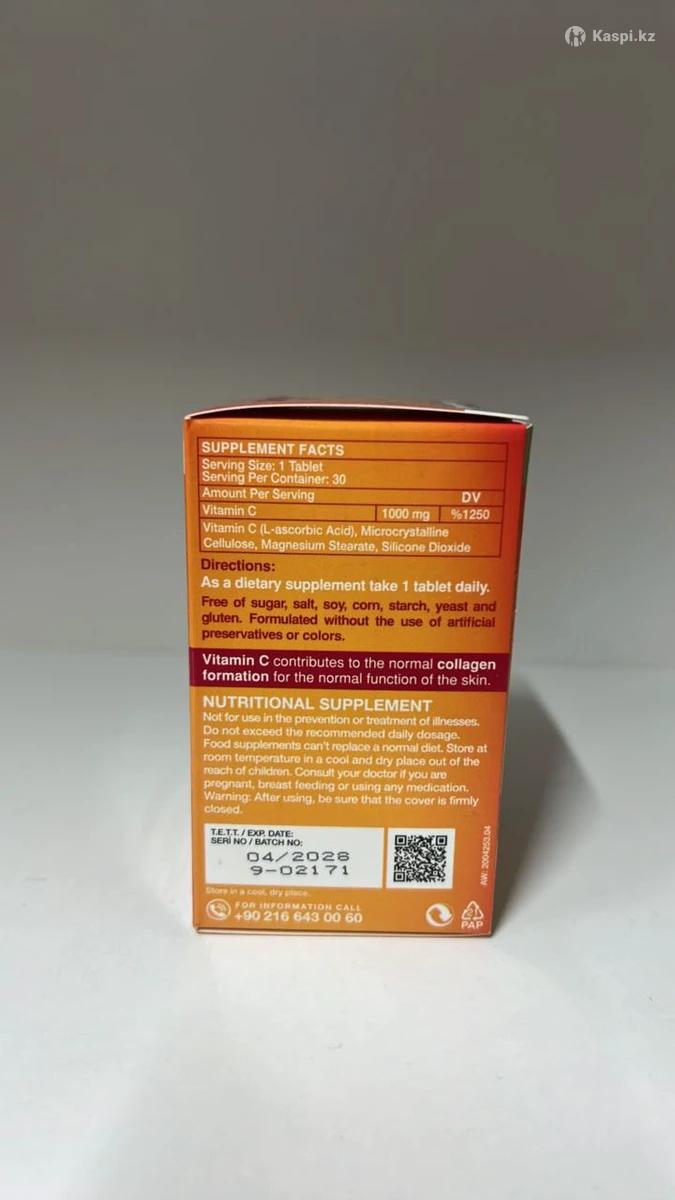 Kaspi.kz
SUPPLEMENT FACTS
Serving Size: 1 Tablet
Serving Per Container: 30
Amount Per Serving DV
Vitamin C 1000 mg %1250
Vitamin C (L-ascorbic Acid), Microcrystalline
Cellulose, Magnesium Stearate, Silicone Dioxide
Directions:
As a dietary supplement take 1 tablet daily.
Free of sugar, salt, soy, corn, starch, yeast and
gluten. Formulated without the use of artificial
preservatives or colors.
Vitamin C contributes to the normal collagen
formation for the normal function of the skin.
NUTRITIONAL SUPPLEMENT
Not for use in the prevention or treatment of illnesses.
Do not exceed the recommended daily dosage.
Food supplements can't replace a normal diet. Store at
room temperature in a cool and dry place out of the
reach of children. Consult your doctor if you are
pregnant, breast feeding or using any medication.
Warning: After using, be sure that the cover is firmly
closed.
T.E.T.T. / EXP. DATE:
SERİ NO / BATCH NO:
04/2028
9-02171
AW: 2004253.04
Store in a cool, dry place.
FOR INFORMATION CALL
+90 216 643 00 60
21
PAP